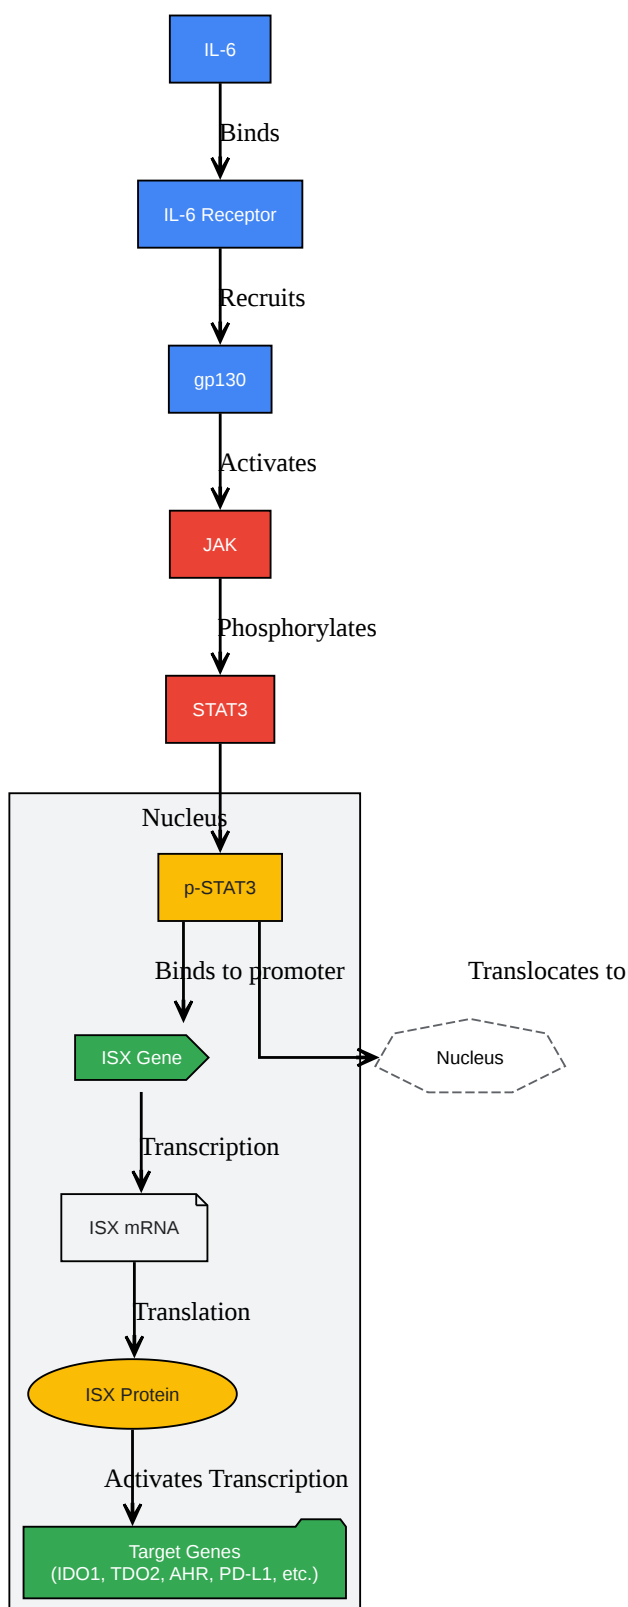 IL-6
Binds
IL-6 Receptor
Recruits
gp130
Activates
JAK
Phosphorylates
STAT3
Nucleus
p-STAT3
Binds to promoter
Translocates to
ISX Gene
Nucleus
Transcription
ISX mRNA
Translation
ISX Protein
Activates Transcription
Target Genes
(IDO1, TDO2, AHR, PD-L1, etc.)